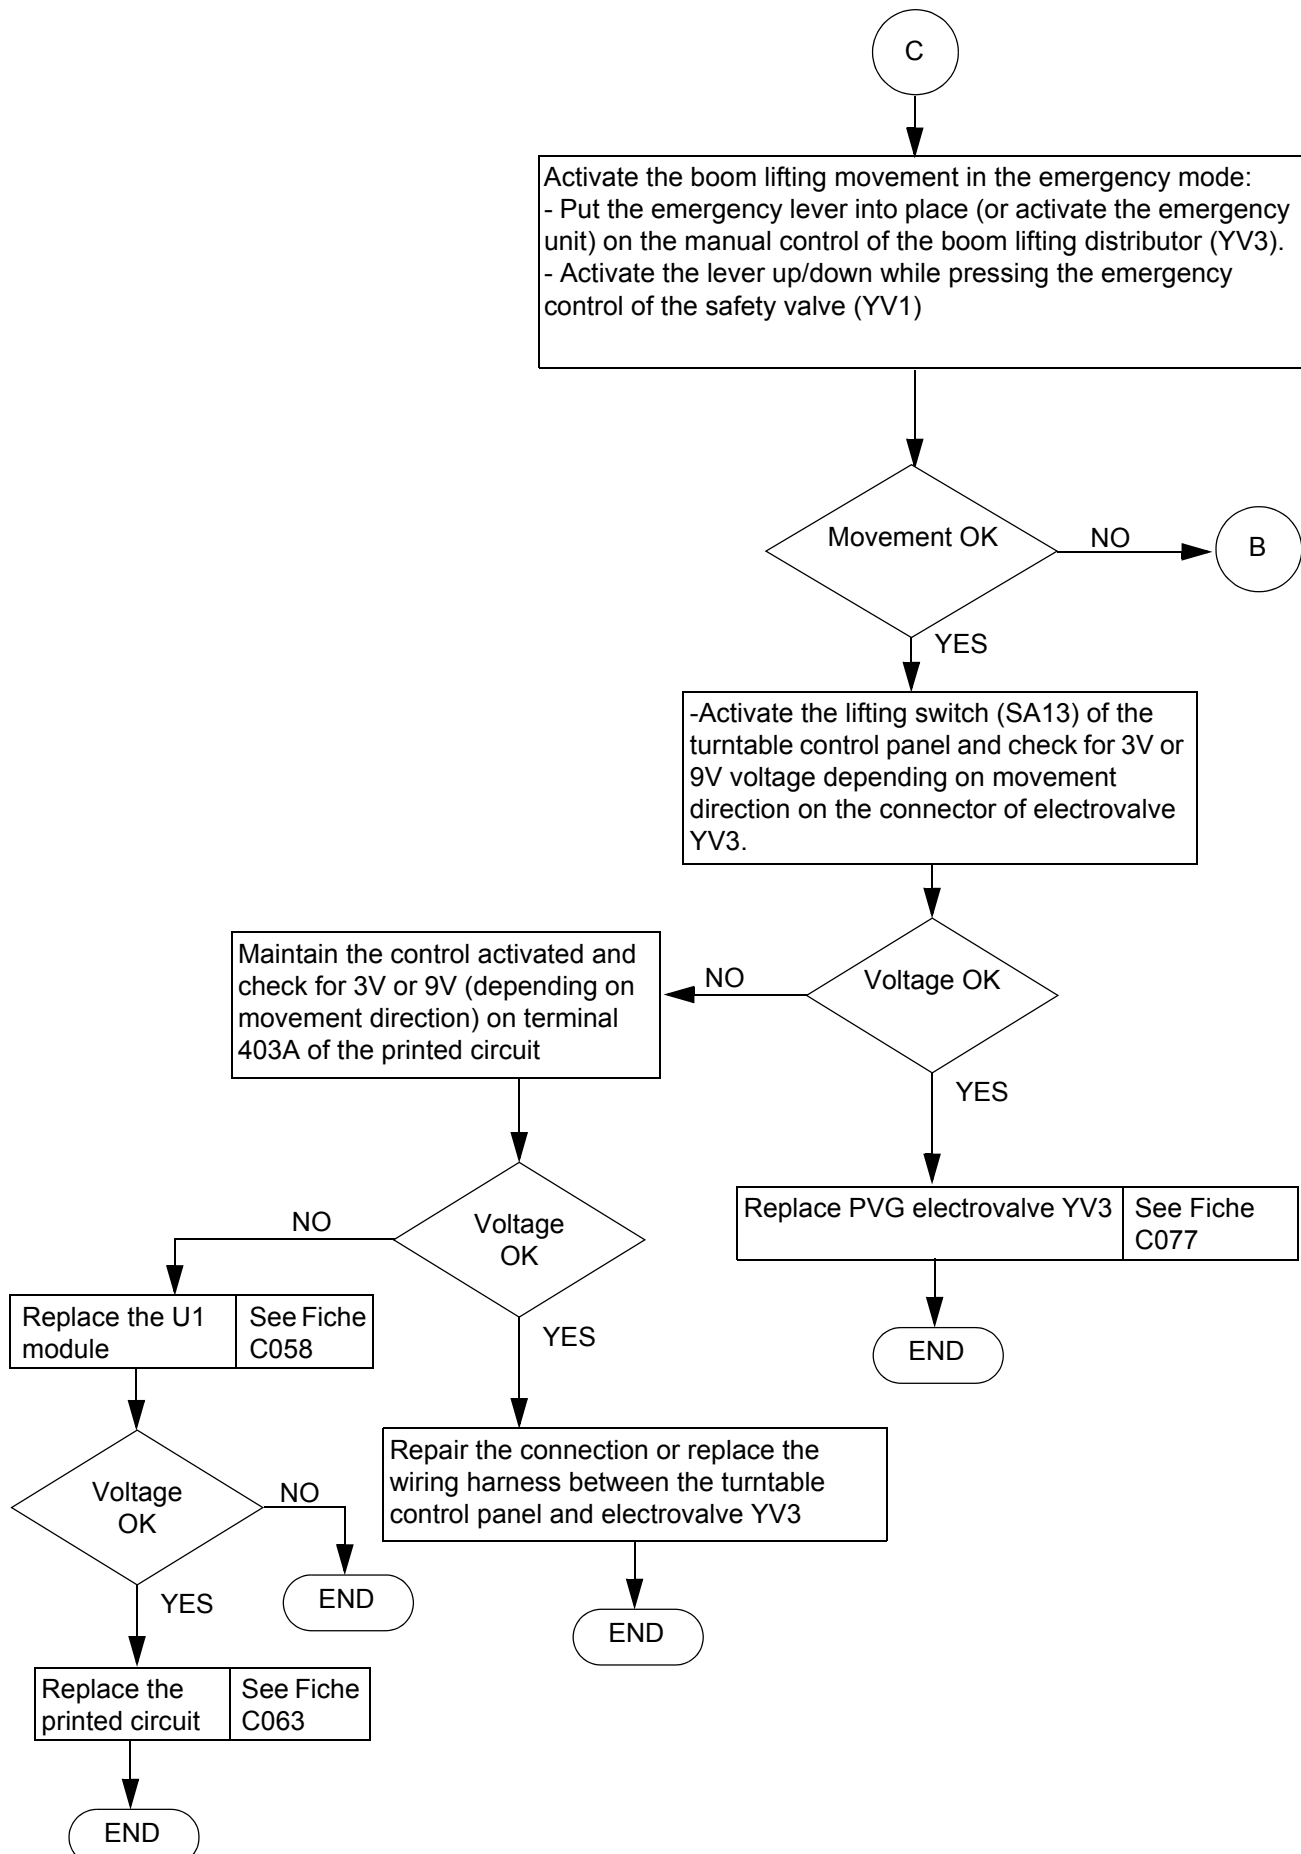 C
Activate the boom lifting movement in the emergency mode:
- Put the emergency lever into place (or activate the emergency
unit) on the manual control of the boom lifting distributor (YV3).
- Activate the lever up/down while pressing the emergency
control of the safety valve (YV1)
Movement OK
NO
B
YES
-Activate the lifting switch (SA13) of the
turntable control panel and check for 3V or
9V voltage depending on movement
direction on the connector of electrovalve
YV3.
Maintain the control activated and
check for 3V or 9V (depending on
movement direction) on terminal
403A of the printed circuit
NO
Voltage OK
YES
Replace PVG electrovalve YV3
See Fiche
C077
END
NO
Voltage
OK
YES
Replace the U1
module
See Fiche
C058
Repair the connection or replace the
wiring harness between the turntable
control panel and electrovalve YV3
END
Voltage
OK
NO
END
YES
Replace the
printed circuit
See Fiche
C063
END